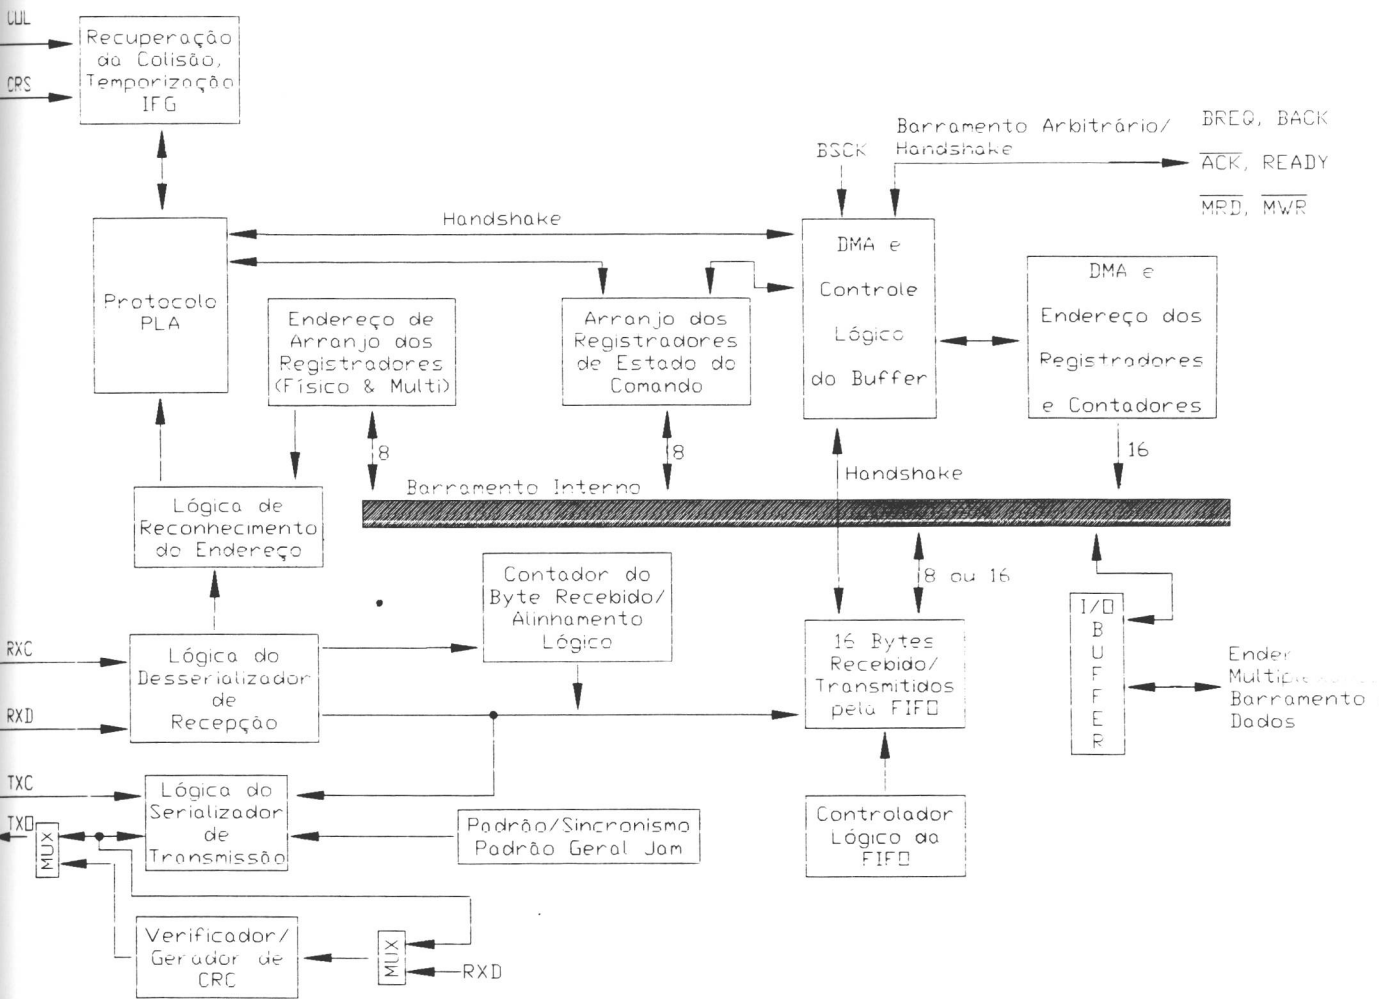 CRS
Recuperação
da Colisão,
Temporização
IFG
BSCK
Barramento Arbitrário/
Handshake
BREQ, BACK
ACK, READY
MRD, MWR
Protocolo
PLA
Handshake
DMA e
Controle
Lógico
do Buffer
DMA e
Endereço dos
Registradores
e Contadores
Endereço de
Arranjo dos
Registradores
(Físico & Multi)
Arranjo dos
Registradores
de Estado do
Comando
8
8
Handshake
16
Barramento Interno
Lógica de
Reconhecimento
do Endereço
Contador do
Byte Recebido/
Alinhamento
Lógico
8 ou 16
RXC
RXD
Lógica do
Desserializador
de
Recepção
16 Bytes
Recebido/
Transmitidos
pela FIFO
I/O
B
U
F
F
E
R
Ender
Barramento
Dados
TXC
TXD
MUX
Lógica do
Serializador
de
Transmissão
Padrão/Sincronismo
Padrão Geral Jam
Controlador
Lógico da
FIFO
Verificador/
Gerador de
CRC
MUX
RXD